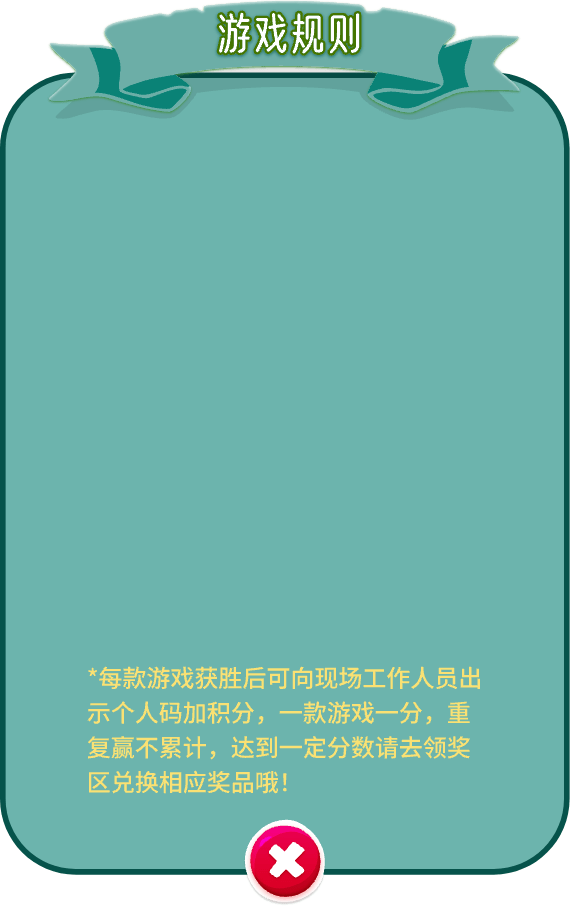 游戏规则
*每款游戏获胜后可向现场工作人员出
示个人码加积分，一款游戏一分，重
复赢不累计，达到一定分数请去领奖
区兑换相应奖品哦！